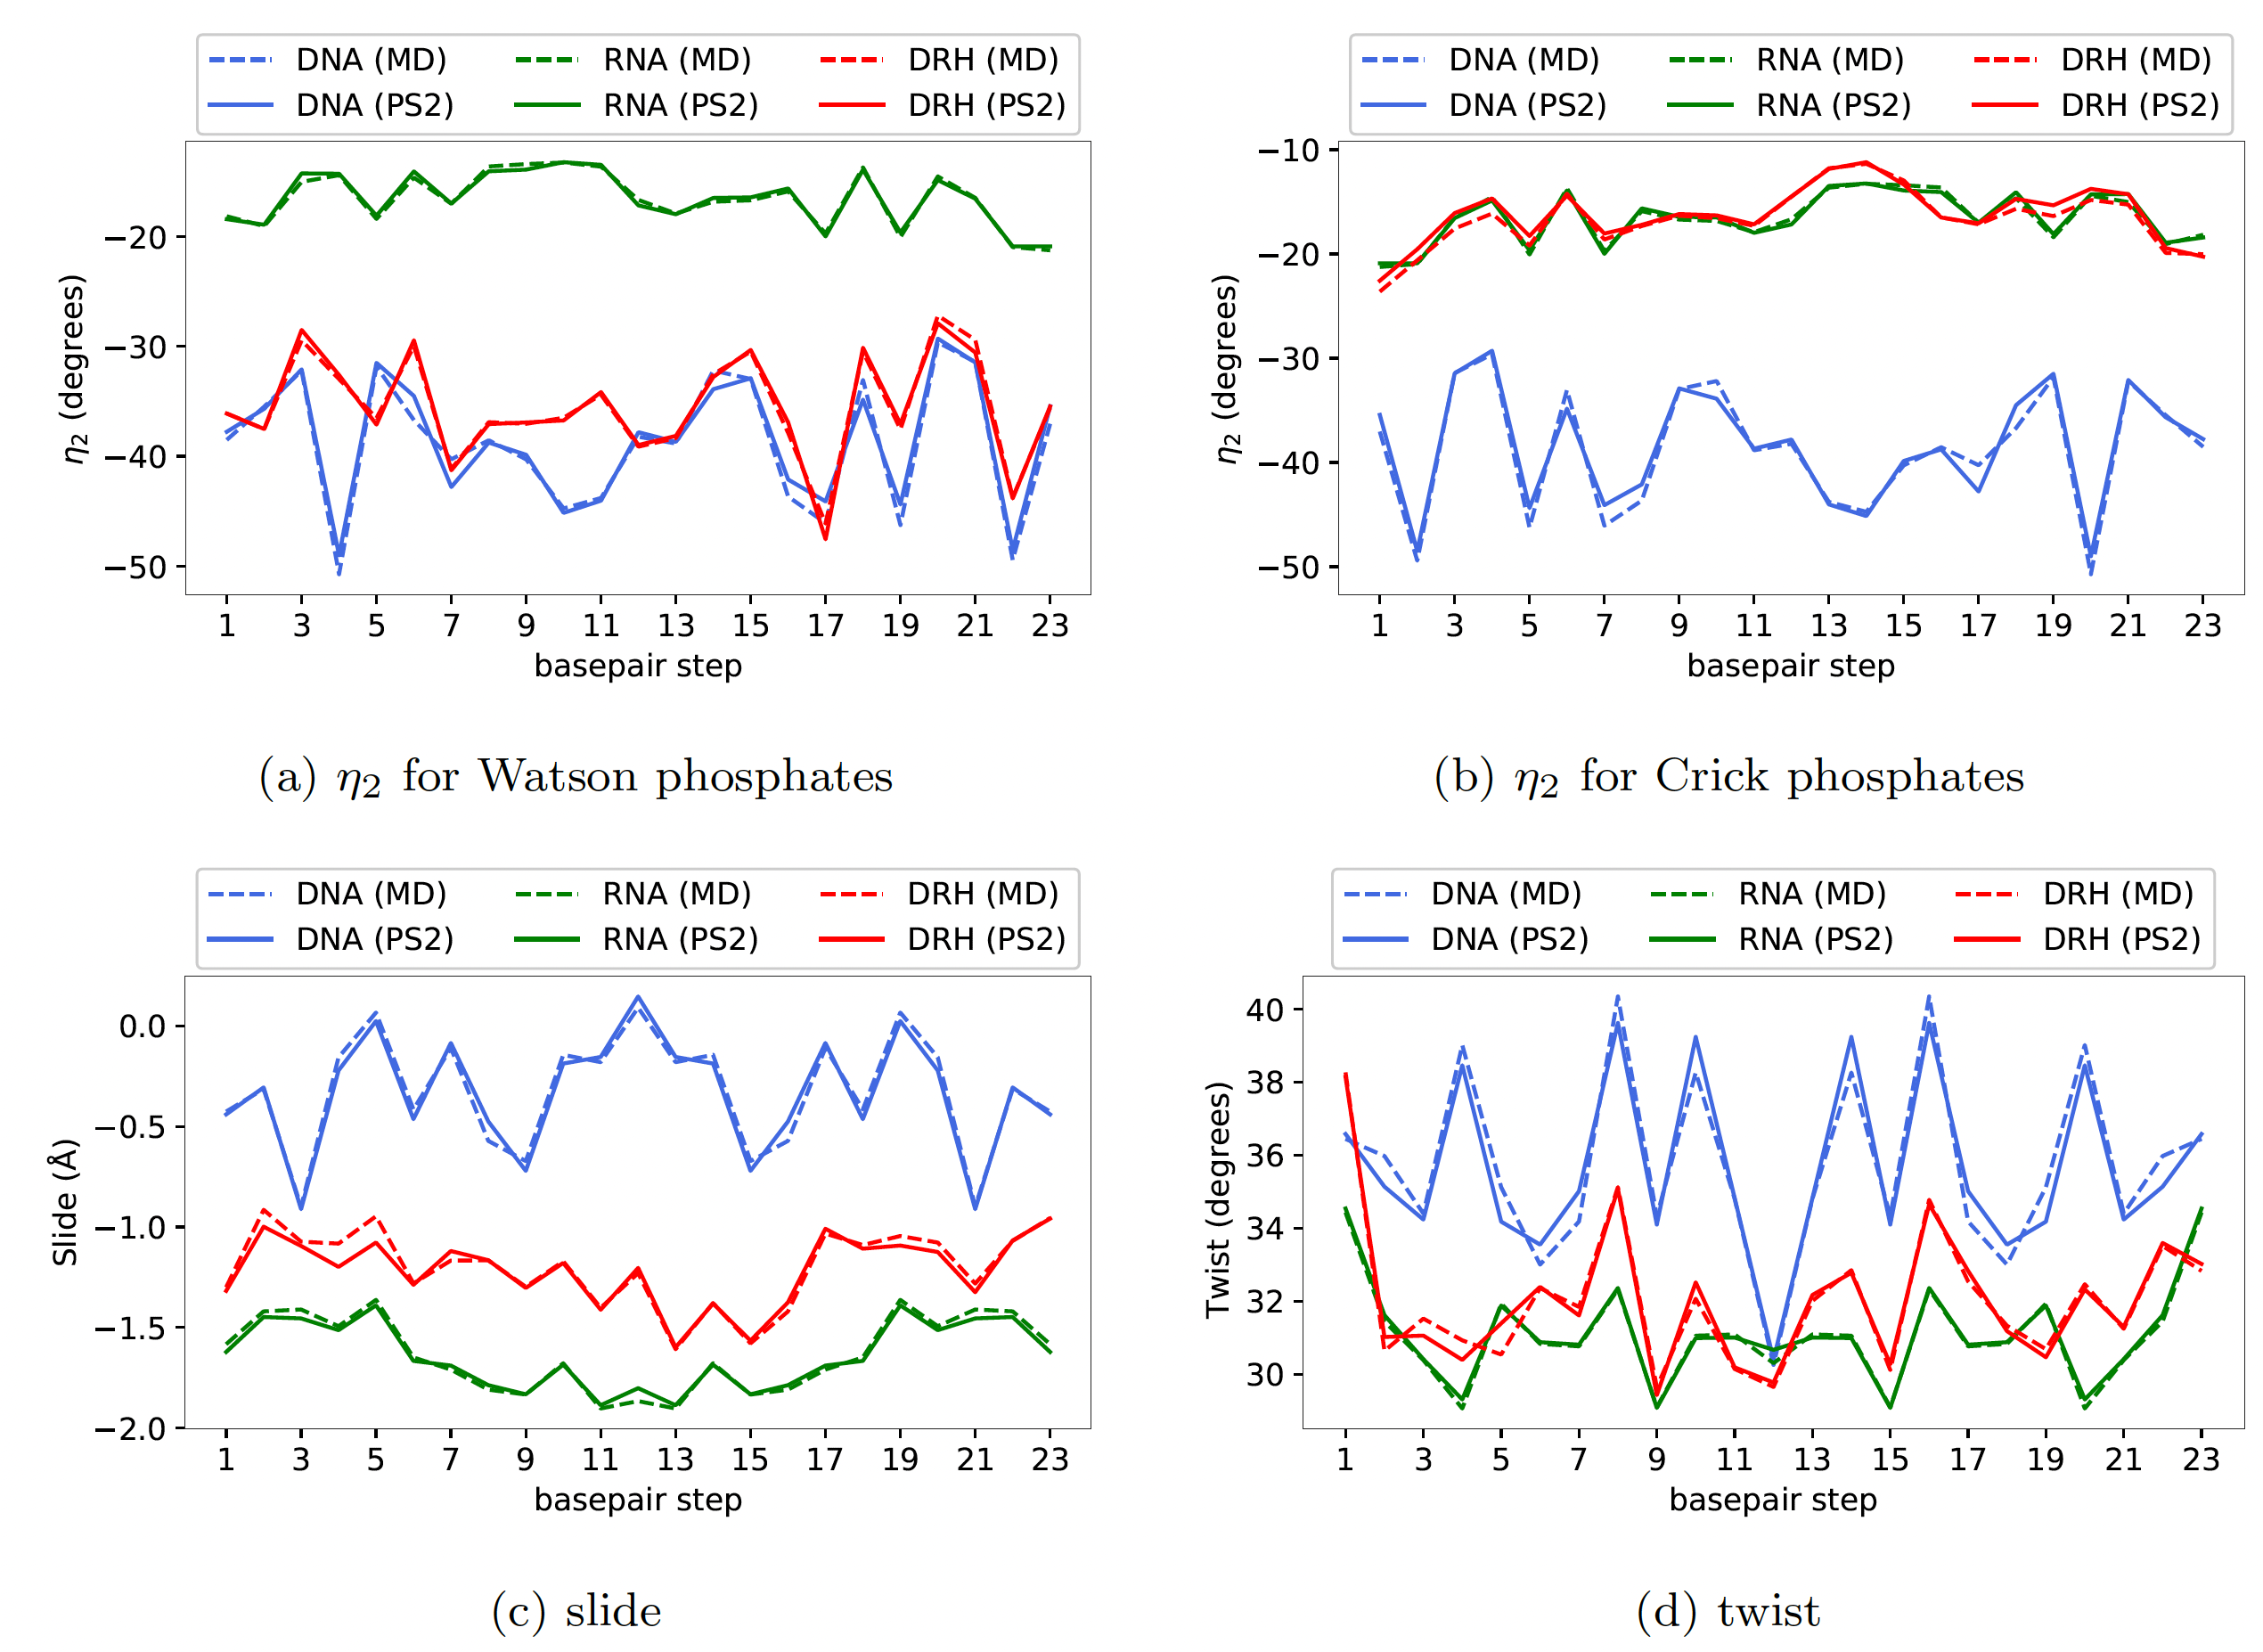 DNA (MD) RNA (MD) DRH (MD)
DNA (PS2) RNA (PS2) DRH (PS2)
−20
−30
−40
−50
η2 (degrees)
1 3 5 7 9 11 13 15 17 19 21 23
basepair step
(a) η2 for Watson phosphates
DNA (MD) RNA (MD) DRH (MD)
DNA (PS2) RNA (PS2) DRH (PS2)
−10
−20
−30
−40
−50
η2 (degrees)
1 3 5 7 9 11 13 15 17 19 21 23
basepair step
(b) η2 for Crick phosphates
DNA (MD) RNA (MD) DRH (MD)
DNA (PS2) RNA (PS2) DRH (PS2)
0.0
−0.5
−1.0
−1.5
−2.0
Slide (Å)
1 3 5 7 9 11 13 15 17 19 21 23
basepair step
(c) slide
DNA (MD) RNA (MD) DRH (MD)
DNA (PS2) RNA (PS2) DRH (PS2)
40
38
36
34
32
30
Twist (degrees)
1 3 5 7 9 11 13 15 17 19 21 23
basepair step
(d) twist